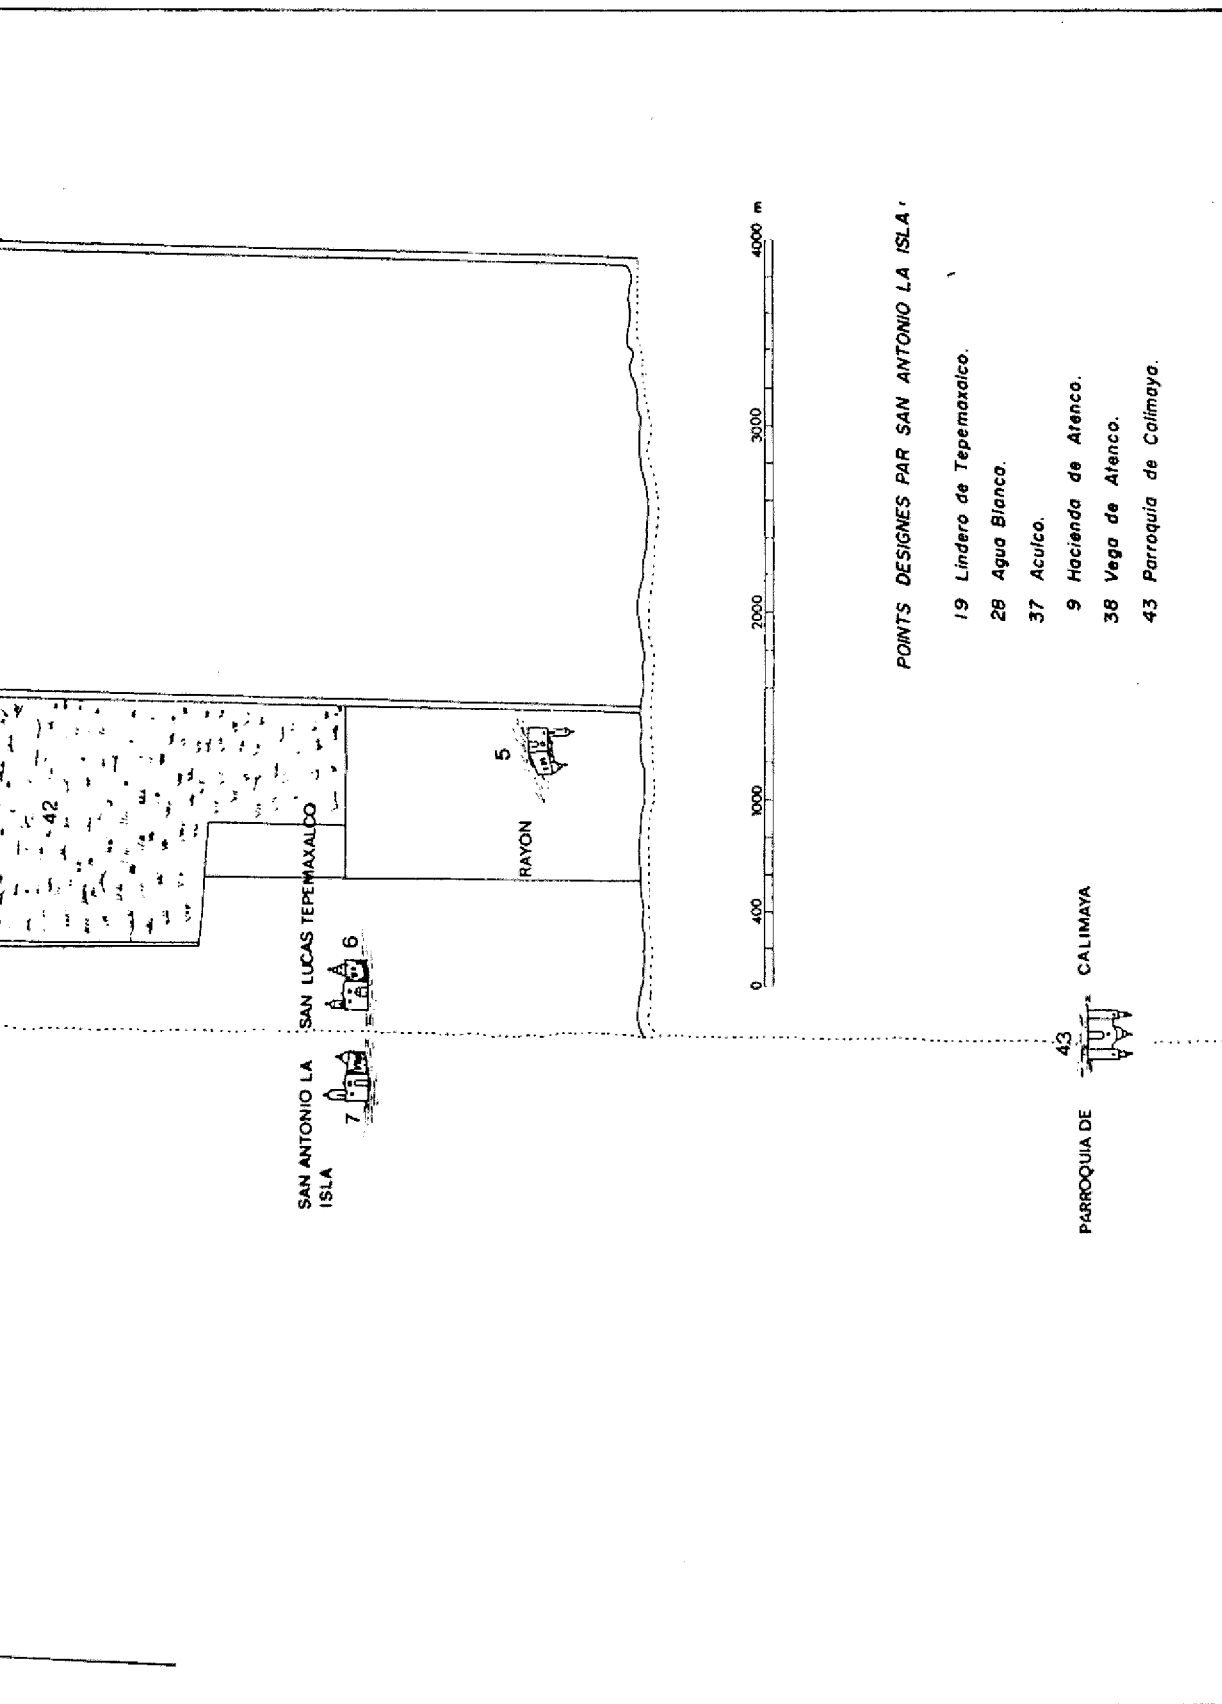 42
SAN LUCAS TEPEMAXALCO
6
SAN ANTONIO LA
ISLA
7
5
RAYON
0 400 1000 2000 3000 4000 m
PARROQUIA DE CALIMAYA
43
POINTS DESIGNES PAR SAN ANTONIO LA ISLA
19 Lindero de Tepemaxalco.
28 Agua Blanca.
37 Aculco.
9 Hacienda de Atenco.
38 Vega de Atenco.
43 Parroquia de Calimaya.